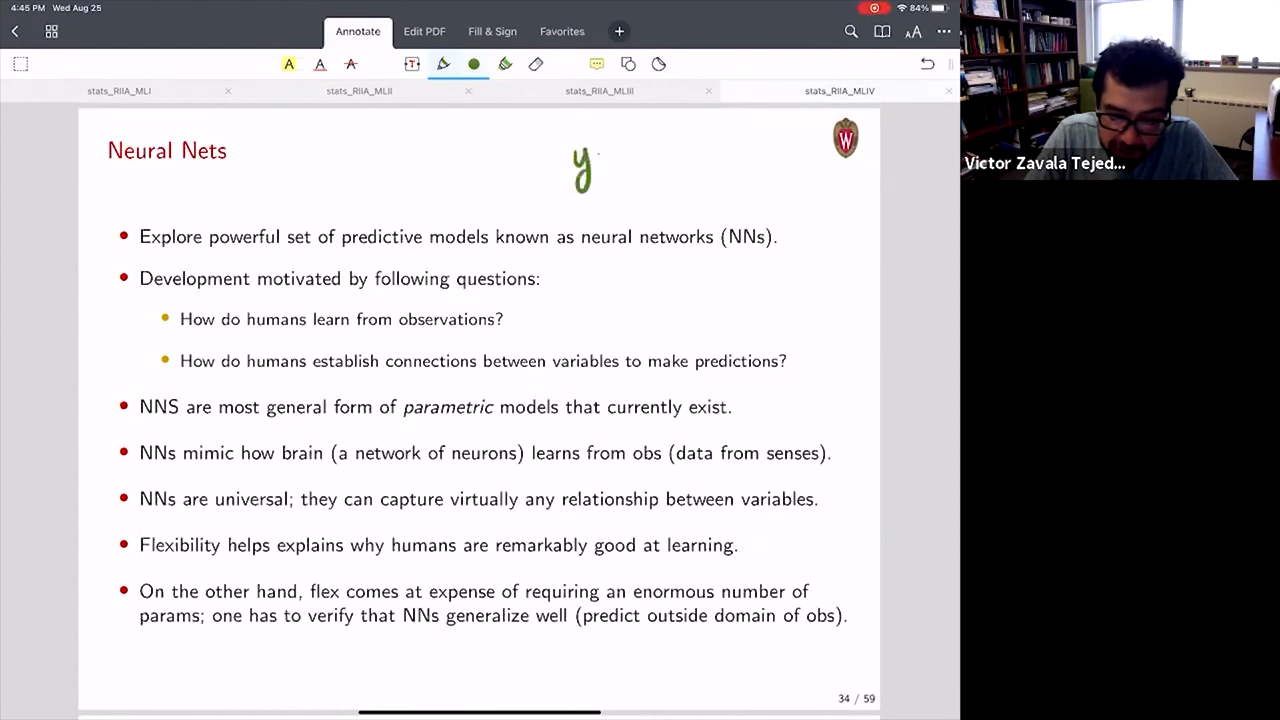 4:45 PM Wed Aug 25
84%
Annotate Edit PDF Fill & Sign Favorites
stats_RIIA_MLI stats_RIIA_MLII stats_RIIA_MLIII stats_RIIA_MLIV
Neural Nets
y
W
Victor Zavala Tejed...
• Explore powerful set of predictive models known as neural networks (NNs).
• Development motivated by following questions:
• How do humans learn from observations?
• How do humans establish connections between variables to make predictions?
• NNS are most general form of parametric models that currently exist.
• NNs mimic how brain (a network of neurons) learns from obs (data from senses).
• NNs are universal; they can capture virtually any relationship between variables.
• Flexibility helps explains why humans are remarkably good at learning.
• On the other hand, flex comes at expense of requiring an enormous number of
params; one has to verify that NNs generalize well (predict outside domain of obs).
34 / 59